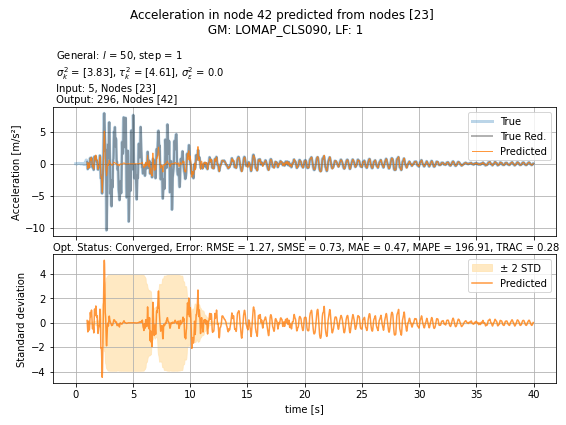 Acceleration in node 42 predicted from nodes [23]
GM: LOMAP_CLS090, LF: 1
General: l = 50, step = 1
σ²ₖ = [3.83], τ²ₖ = [4.61], σ²ε = 0.0
Input: 5, Nodes [23]
Output: 296, Nodes [42]
Acceleration [m/s²]
5
0
−5
−10
True
True Red.
Predicted
Opt. Status: Converged, Error: RMSE = 1.27, SMSE = 0.73, MAE = 0.47, MAPE = 196.91, TRAC = 0.28
Standard deviation
4
2
0
−2
−4
± 2 STD
Predicted
0 5 10 15 20 25 30 35 40
time [s]